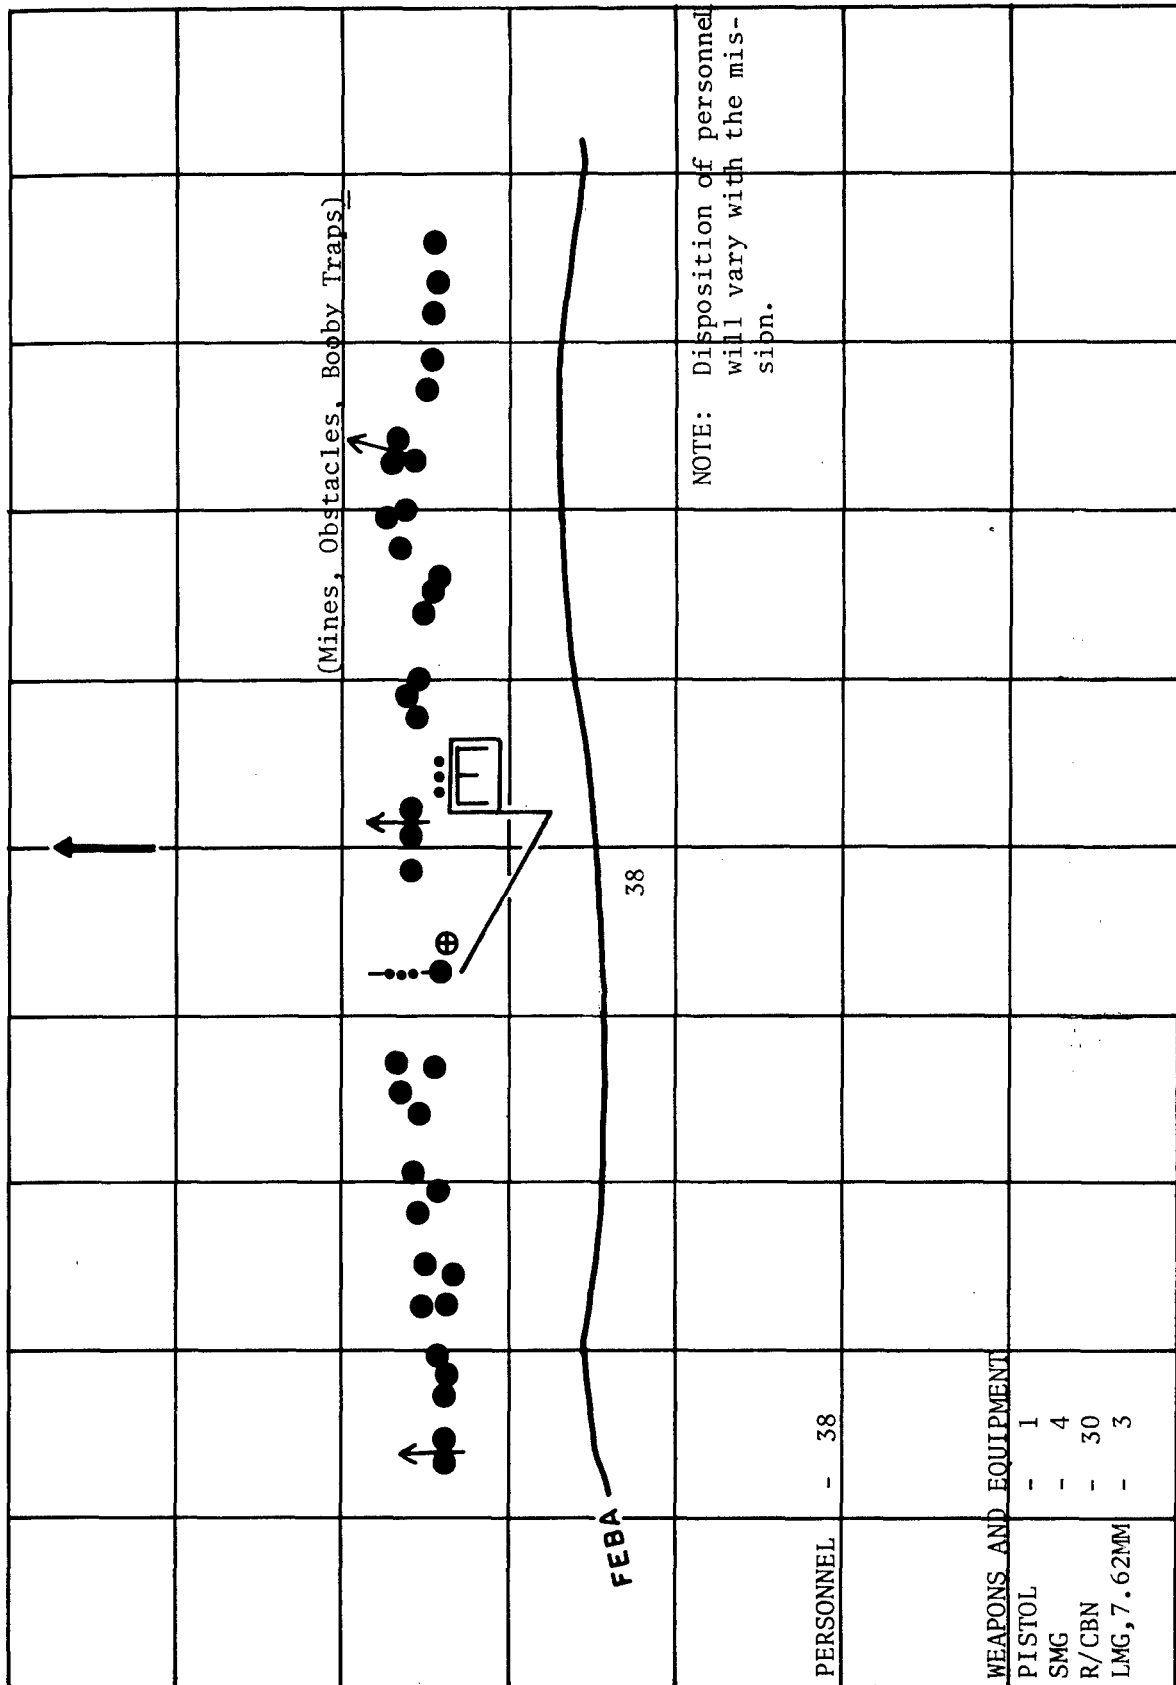 (Mines, Obstacles, Booby Traps)
38
FEBA
NOTE: Disposition of personnel
will vary with the mis-
sion.
PERSONNEL - 38
WEAPONS AND EQUIPMENT
PISTOL - 1
SMG - 4
R/CBN - 30
LMG,7.62MM - 3